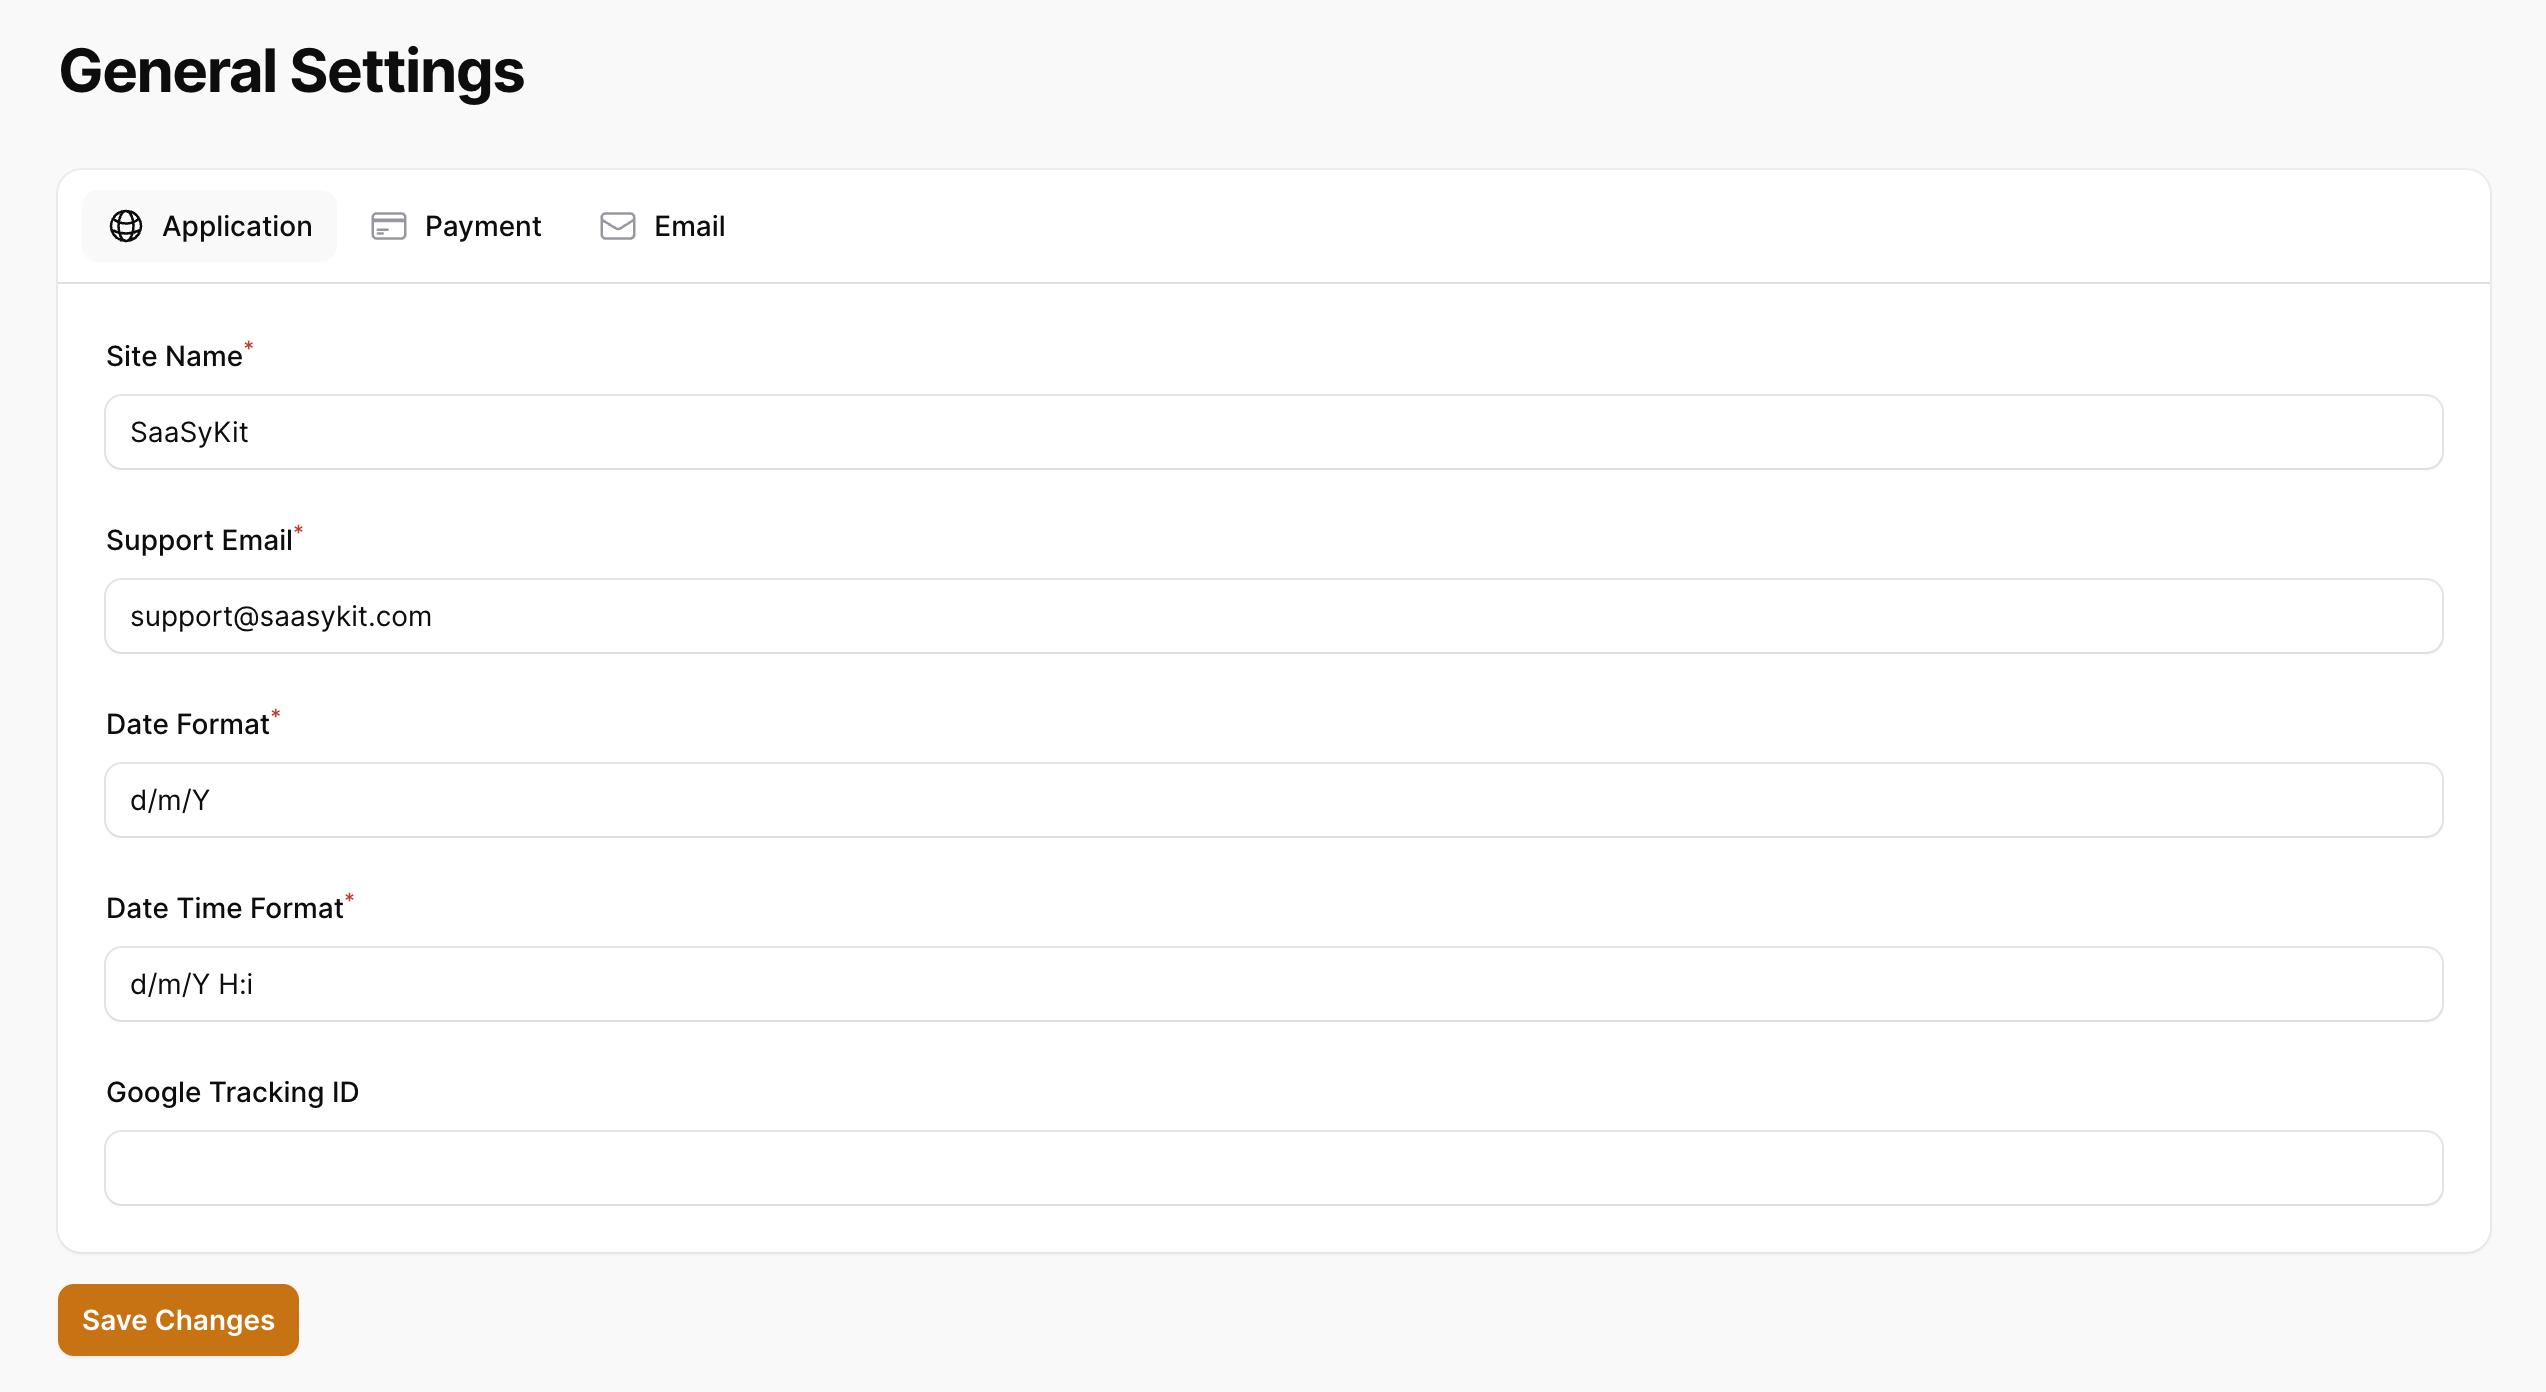 General Settings
Application Payment Email
Site Name*
SaaSyKit
Support Email*
support@saasykit.com
Date Format*
d/m/Y
Date Time Format*
d/m/Y H:i
Google Tracking ID
Save Changes